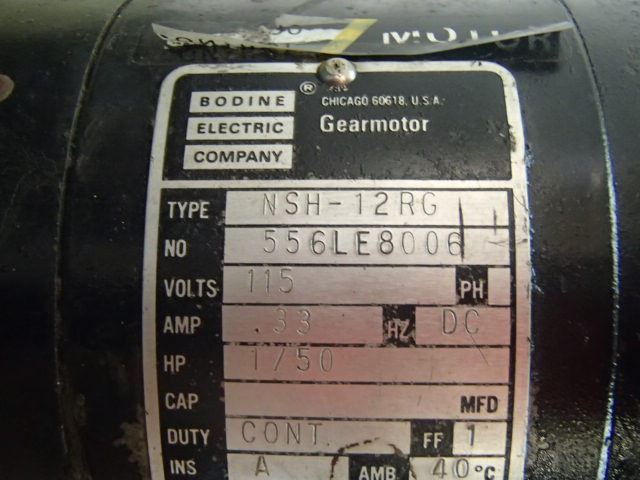 MOTOR
BODINE ELECTRIC COMPANY
®
CHICAGO 60618, U.S.A.
Gearmotor
TYPE NSH-12RG
NO 556LE8006
VOLTS 115 PH
AMP .33 HZ DC
HP 1/50
CAP MFD
DUTY CONT. FF 1
INS A AMB 40°C